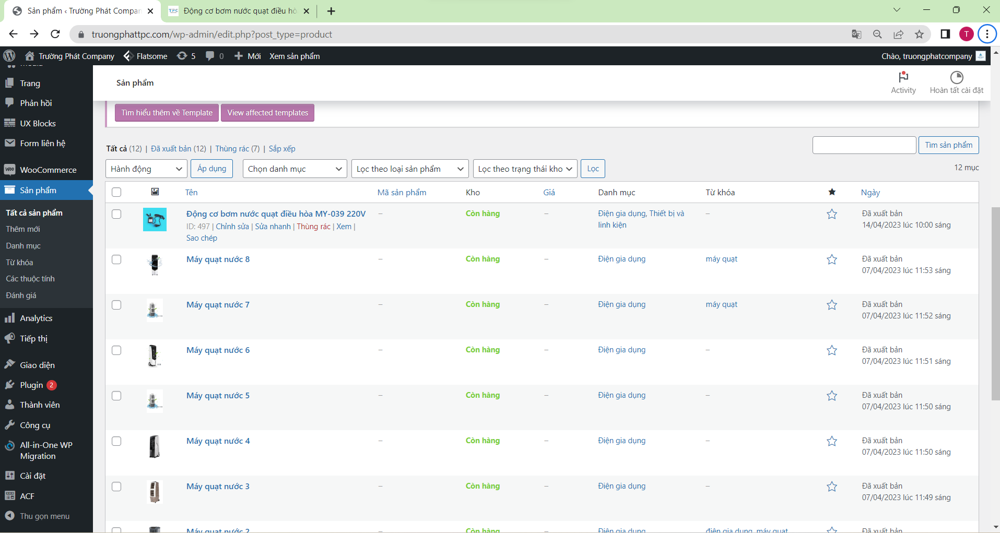 Sản phẩm ‹ Trường Phát Compan
Động cơ bơm nước quạt điều hò
truongphattpc.com/wp-admin/edit.php?post_type=product
T
Trường Phát Company
Flatsome
5
0
Mới
Xem sản phẩm
Chào, truongphatcompany
Media
Trang
Phản hồi
UX Blocks
Form liên hệ
WooCommerce
Sản phẩm
Tất cả sản phẩm
Thêm mới
Danh mục
Từ khóa
Các thuộc tính
Đánh giá
Analytics
Tiếp thị
Giao diện
Plugin 2
Thành viên
Công cụ
All-in-One WP
Migration
Cài đặt
ACF
Thu gọn menu
Sản phẩm
Activity
Hoàn tất cài đặt
Tìm hiểu thêm về Template
View affected templates
Tất cả (12) | Đã xuất bản (12) | Thùng rác (7) | Sắp xếp
Tìm sản phẩm
Hành động
Áp dụng
Chọn danh mục
Lọc theo loại sản phẩm
Lọc theo trạng thái kho
Lọc
12 mục
Tên Mã sản phẩm Kho Giá Danh mục Từ khóa Ngày
Động cơ bơm nước quạt điều hòa MY-039 220V – Còn hàng – Điện gia dụng, Thiết bị và – Đã xuất bản
ID: 497 | Chỉnh sửa | Sửa nhanh | Thùng rác | Xem | linh kiện 14/04/2023 lúc 10:00 sáng
Sao chép
Máy quạt nước 8 – Còn hàng – Điện gia dụng máy quạt Đã xuất bản
07/04/2023 lúc 11:53 sáng
Máy quạt nước 7 – Còn hàng – Điện gia dụng máy quạt Đã xuất bản
07/04/2023 lúc 11:52 sáng
Máy quạt nước 6 – Còn hàng – Điện gia dụng – Đã xuất bản
07/04/2023 lúc 11:51 sáng
Máy quạt nước 5 – Còn hàng – Điện gia dụng – Đã xuất bản
07/04/2023 lúc 11:50 sáng
Máy quạt nước 4 – Còn hàng – Điện gia dụng – Đã xuất bản
07/04/2023 lúc 11:50 sáng
Máy quạt nước 3 – Còn hàng – Điện gia dụng – Đã xuất bản
07/04/2023 lúc 11:49 sáng
Máy quạt nước 2 Còn hàng Điện gia dụng điện gia dụng, máy quạt Đã xuất bản